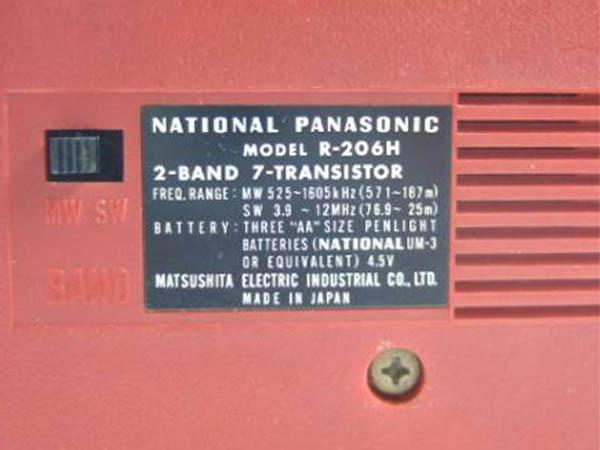 NATIONAL PANASONIC
MODEL R-206H
2-BAND 7-TRANSISTOR
FREQ. RANGE: MW 525~1605kHz (571~187m)
SW 3.9 ~ 12MHz (76.9~ 25m)
BATTERY: THREE "AA" SIZE PENLIGHT
BATTERIES (NATIONAL UM-3
OR EQUIVALENT) 4.5V
MATSUSHITA ELECTRIC INDUSTRIAL CO., LTD.
MADE IN JAPAN
MW SW
BAND